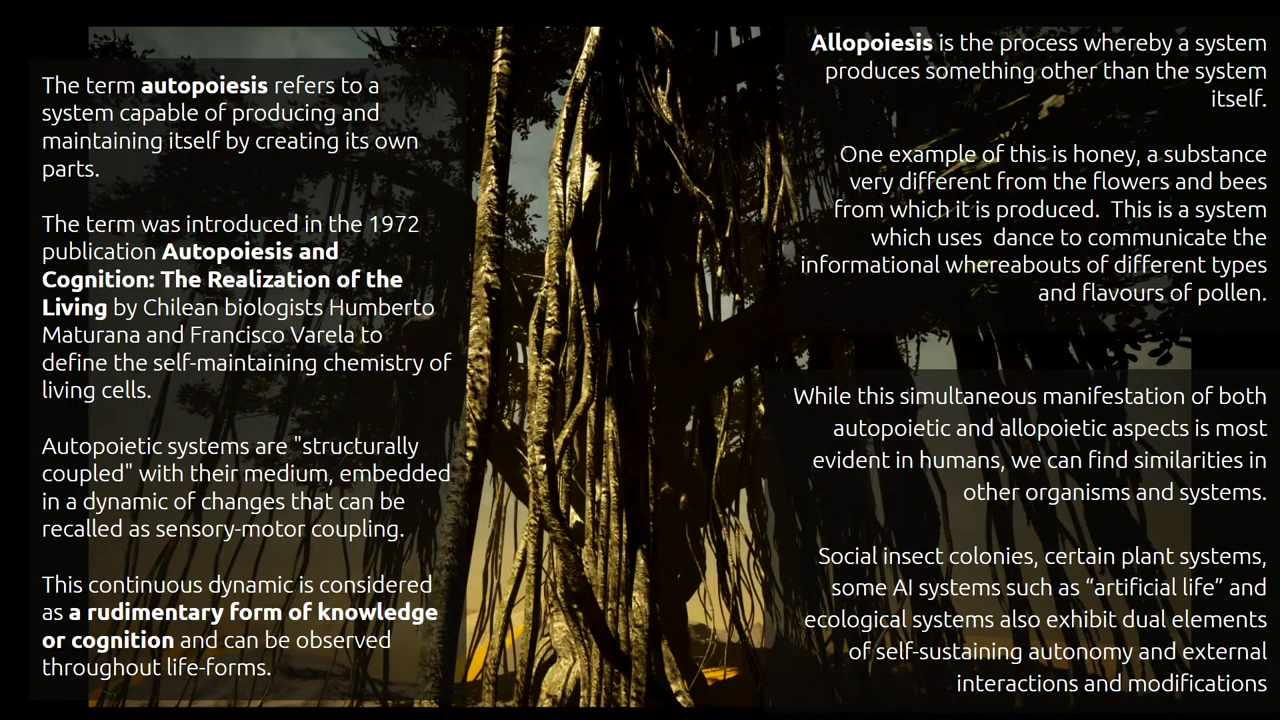 The term autopoiesis refers to a
system capable of producing and
maintaining itself by creating its own
parts.
The term was introduced in the 1972
publication Autopoiesis and
Cognition: The Realization of the
Living by Chilean biologists Humberto
Maturana and Francisco Varela to
define the self-maintaining chemistry of
living cells.
Autopoietic systems are "structurally
coupled" with their medium, embedded
in a dynamic of changes that can be
recalled as sensory-motor coupling.
This continuous dynamic is considered
as a rudimentary form of knowledge
or cognition and can be observed
throughout life-forms.
Allopoiesis is the process whereby a system
produces something other than the system
itself.
One example of this is honey, a substance
very different from the flowers and bees
from which it is produced.  This is a system
which uses  dance to communicate the
informational whereabouts of different types
and flavours of pollen.
While this simultaneous manifestation of both
autopoietic and allopoietic aspects is most
evident in humans, we can find similarities in
other organisms and systems.
Social insect colonies, certain plant systems,
some AI systems such as “artificial life” and
ecological systems also exhibit dual elements
of self-sustaining autonomy and external
interactions and modifications